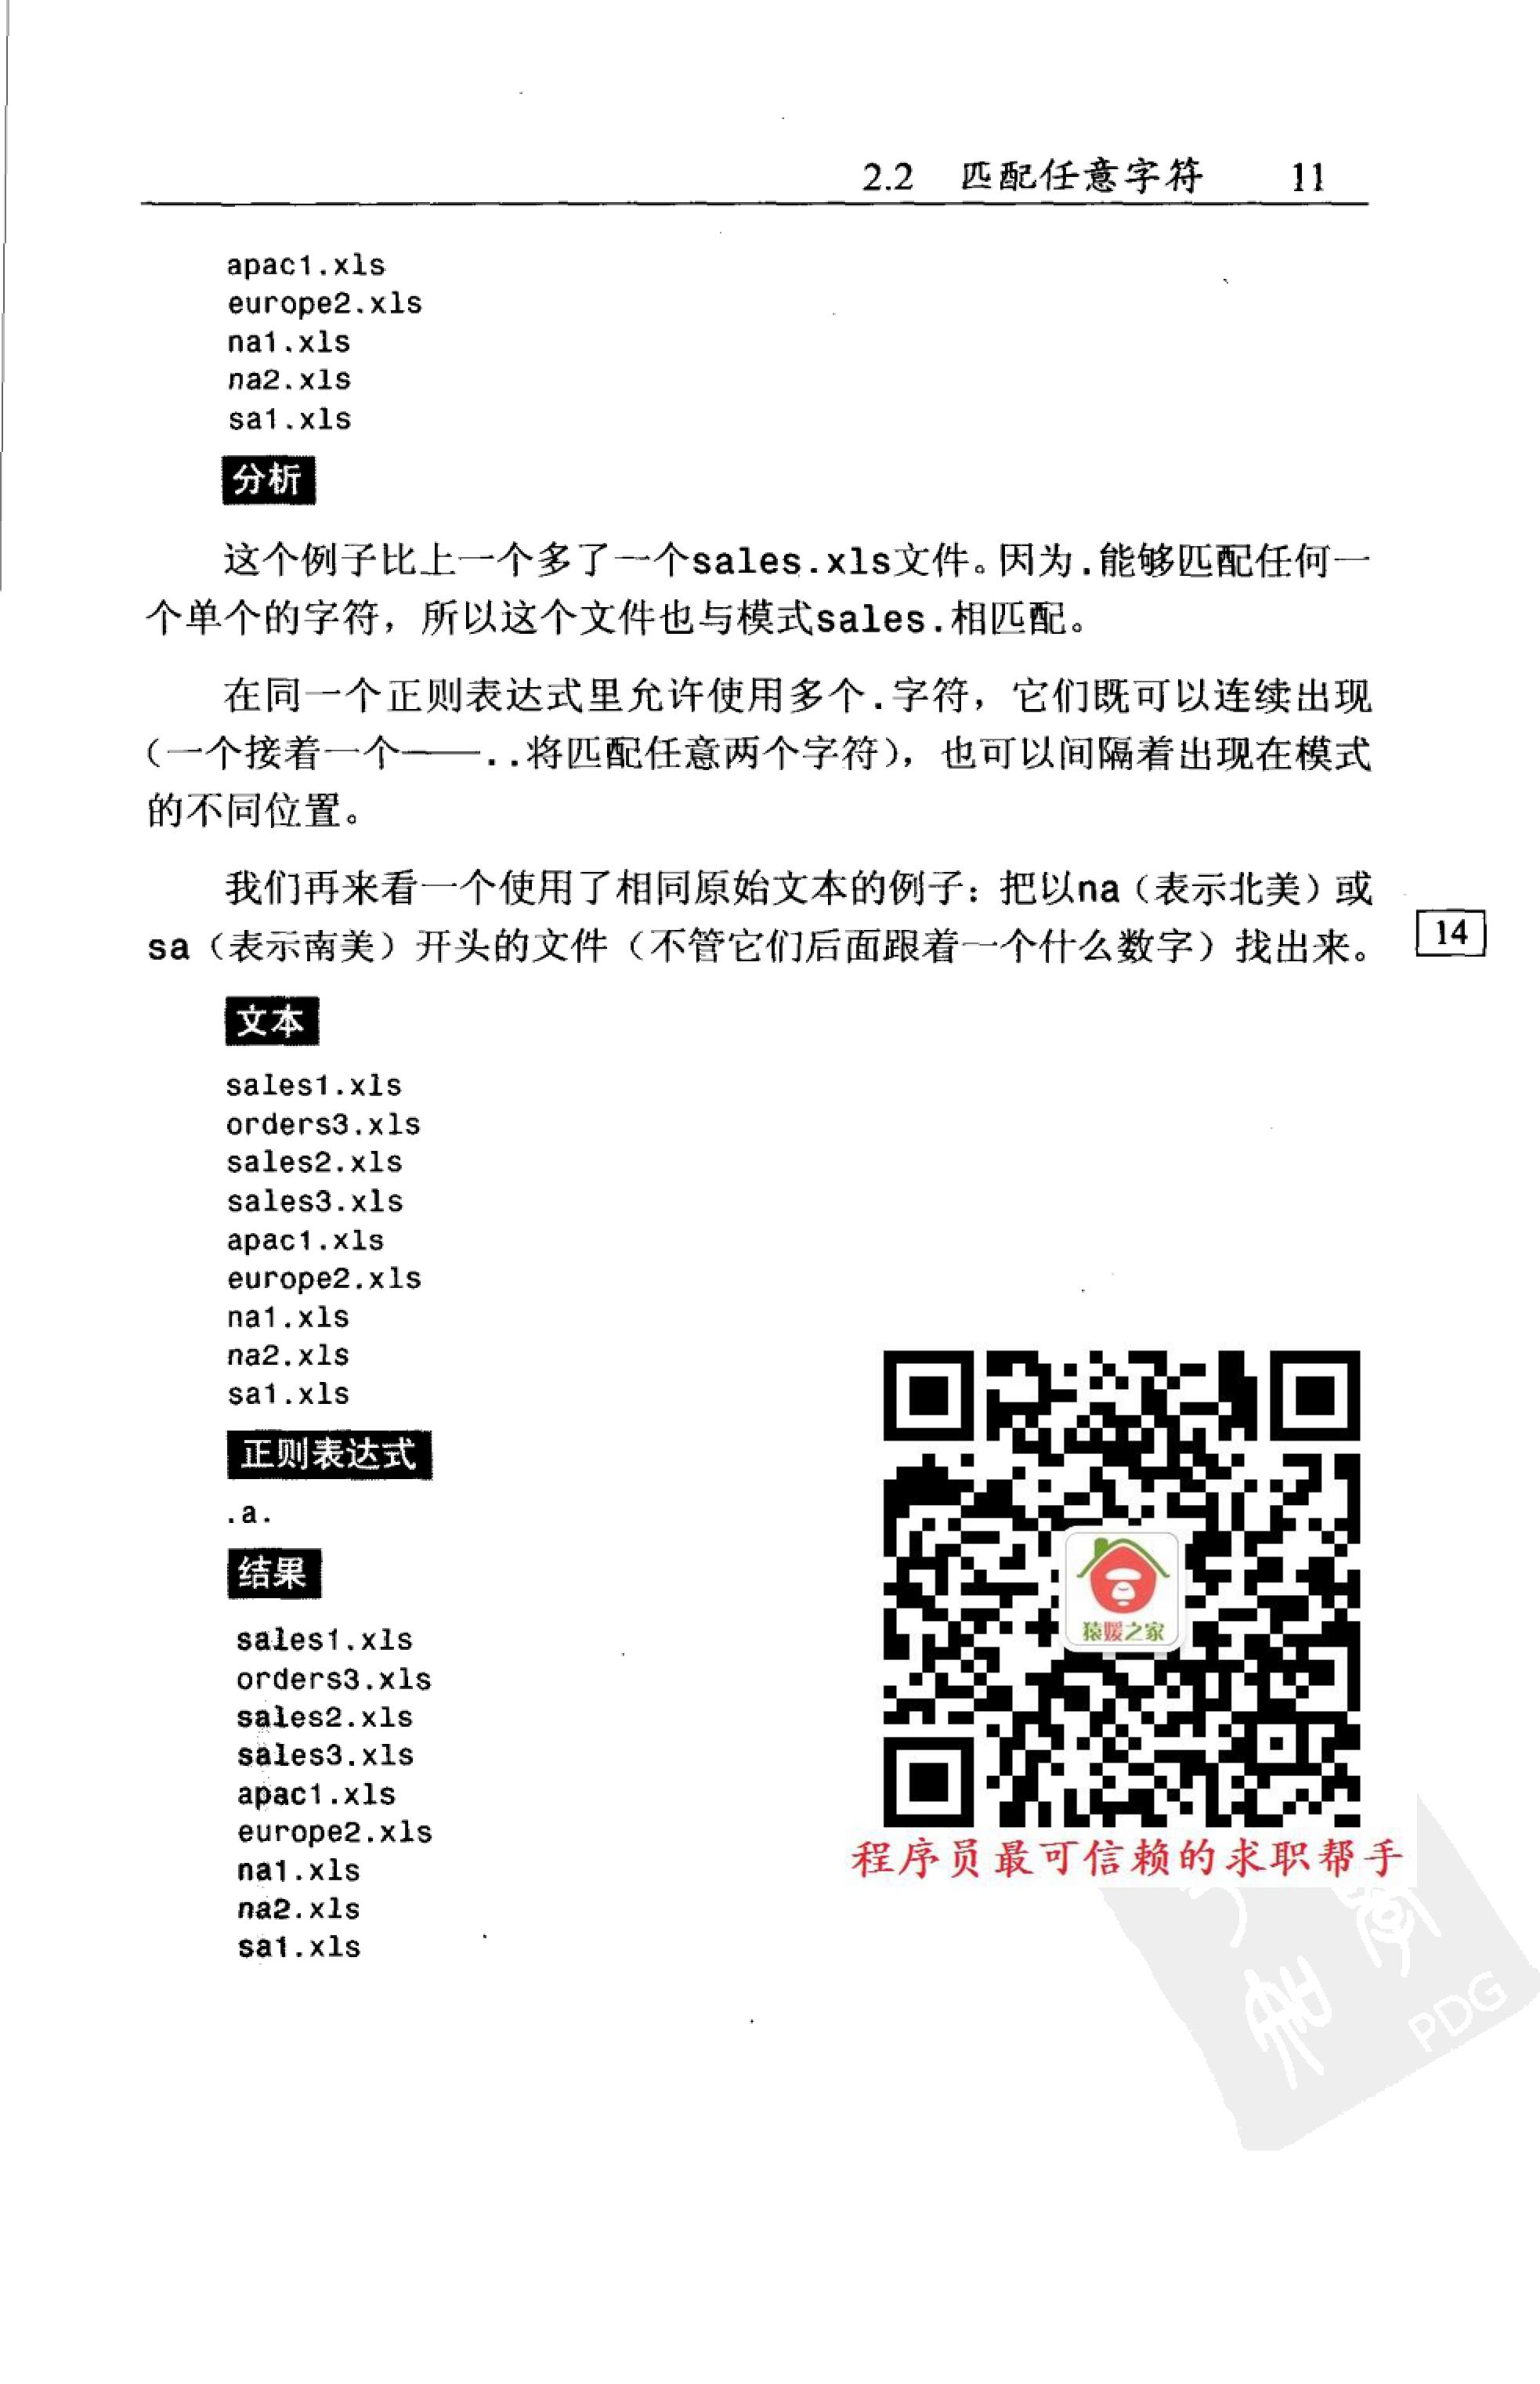 2.2 匹配任意字符 11
apac1.xls
europe2.xls
na1.xls
na2.xls
sa1.xls
分析
这个例子比上一个多了一个sales.xls文件。因为.能够匹配任何一
个单个的字符，所以这个文件也与模式sales.相匹配。
在同一个正则表达式里允许使用多个.字符，它们既可以连续出现
（一个接着一个——..将匹配任意两个字符），也可以间隔着出现在模式
的不同位置。
我们再来看一个使用了相同原始文本的例子：把以na（表示北美）或
sa（表示南美）开头的文件（不管它们后面跟着一个什么数字）找出来。
14
文本
sales1.xls
orders3.xls
sales2.xls
sales3.xls
apac1.xls
europe2.xls
na1.xls
na2.xls
sa1.xls
正则表达式
.a.
结果
sales1.xls
orders3.xls
sales2.xls
sales3.xls
apac1.xls
europe2.xls
na1.xls
na2.xls
sa1.xls
猿媛之家
程序员最可信赖的求职帮手
PDG